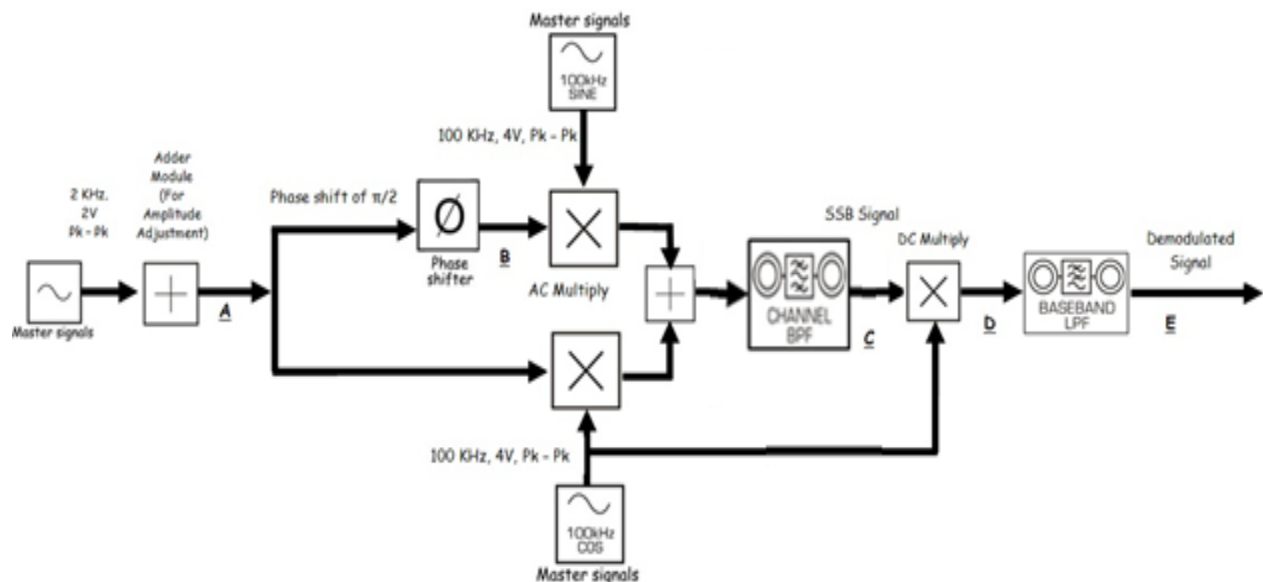 Master signals
100kHz
SINE
100 KHz, 4V, Pk - Pk
Adder
Module
(For
Amplitude
Adjustment)
2 KHz,
2V
Pk - Pk
Phase shift of π/2
Ø
Phase
shifter
B
AC Multiply
SSB Signal
DC Multiply
Demodulated
Signal
Master signals
A
CHANNEL
BPF
C
D
BASEBAND
LPF
E
100 KHz, 4V, Pk - Pk
100kHz
COS
Master signals